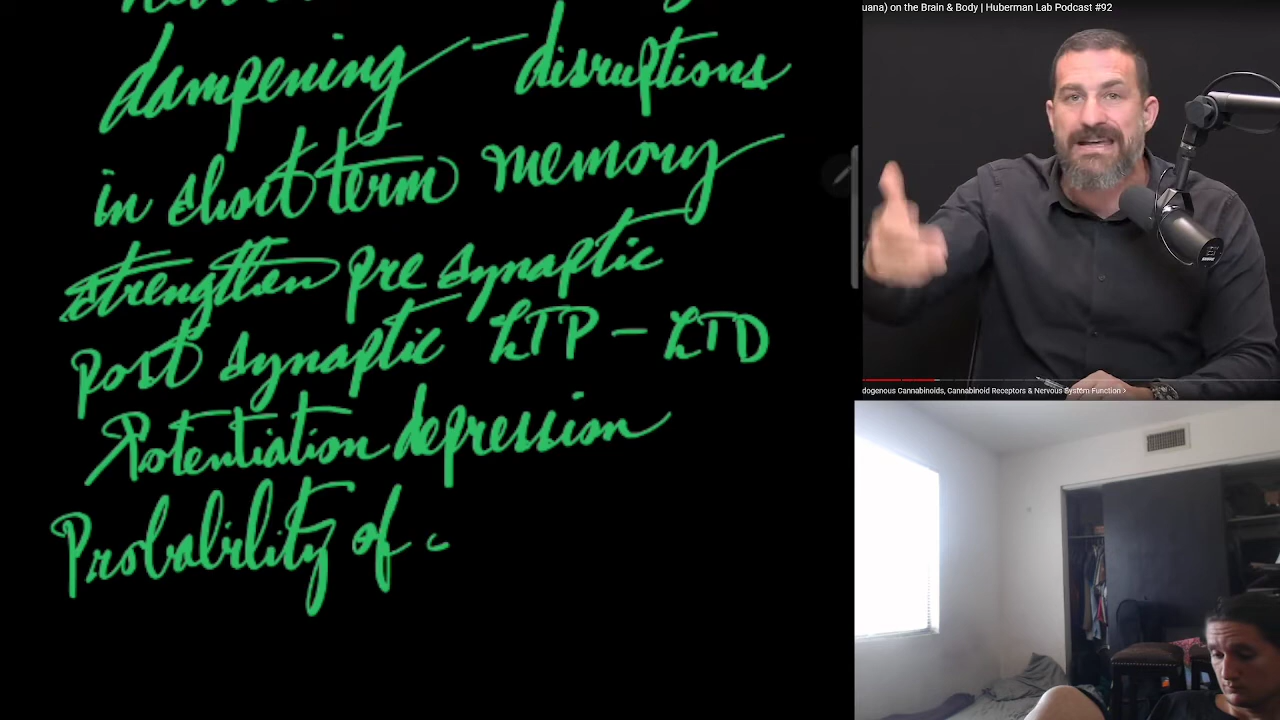 dampening – disruptions
in short term memory
strengthen pre synaptic
post synaptic LTP – LTD
Potentiation depression
Probability of c
uana) on the Brain & Body | Huberman Lab Podcast #92
dogenous Cannabinoids, Cannabinoid Receptors & Nervous System Function >